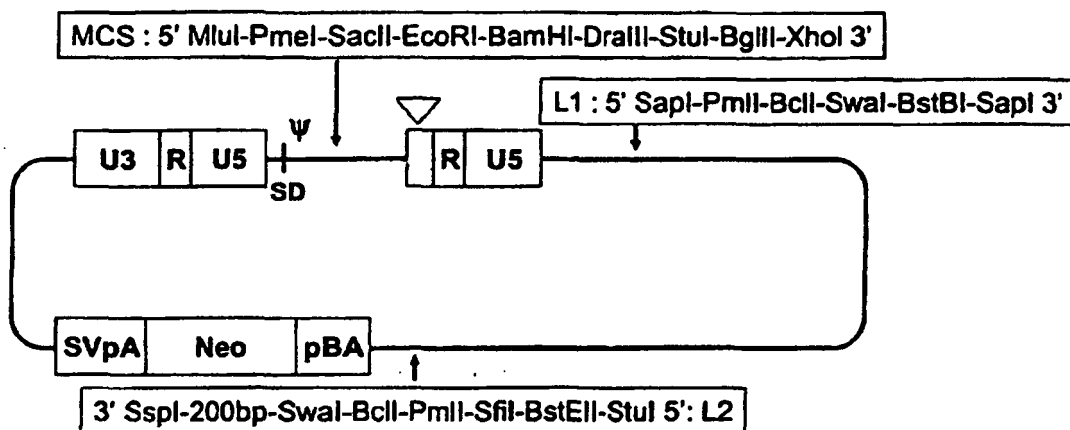 MCS : 5' MluI-PmeI-SacII-EcoRI-BamHI-DraIII-StuI-BglII-XhoI 3'
L1 : 5' SapI-PmlI-BclI-SwaI-BstBI-SapI 3'
Ψ
U3 R U5 R U5
SD
SVpA Neo pBA
3' SspI-200bp-SwaI-BclI-PmlI-SfiI-BstEII-StuI 5': L2